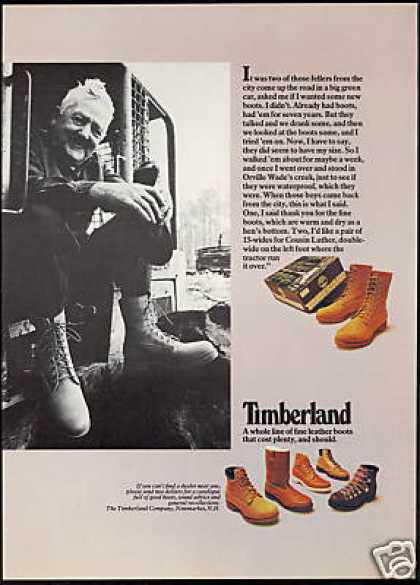 It was two of those fellers from the
city come up the road in a big green
car, asked me if I wanted some new
boots. I didn't. Already had boots,
had 'em for seven years. But they
talked and we drank some, and then
we looked at the boots some, and I
tried 'em on. Now, I have to say,
they did seem to have my size. So I
walked 'em about for maybe a week,
and once I went over and stood in
Orville Wade's creek, just to see if
they were waterproof, which they
were. When those boys came back
from the city, this is what I said.
One, I said thank you for the fine
boots, which are warm and dry as a
hen's bottom. Two, I'd like a pair of
13-wides for Cousin Luther, double-
wide on the left foot where the
tractor run
it over."
Timberland
A whole line of fine leather boots
that cost plenty, and should.
If you can't find a dealer near you,
please send two dollars for a catalogue
full of good boots, sound advice and
general recollections.
The Timberland Company, Newmarket, N.H.